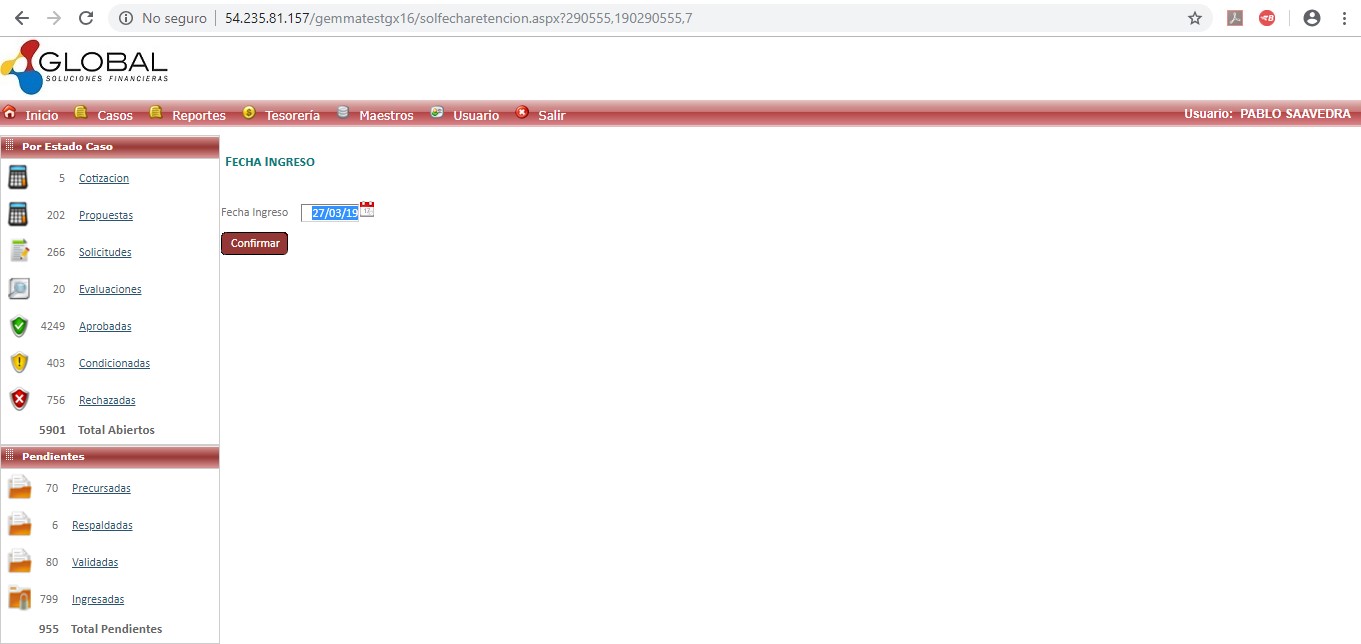 No seguro
54.235.81.157/gemmatestgx16/solfecharetencion.aspx?290555,190290555,7
GLOBAL
SOLUCIONES FINANCIERAS
Inicio Casos Reportes Tesorería Maestros Usuario Salir Usuario: PABLO SAAVEDRA
Por Estado Caso
5 Cotizacion
202 Propuestas
266 Solicitudes
20 Evaluaciones
4249 Aprobadas
403 Condicionadas
756 Rechazadas
5901 Total Abiertos
Pendientes
70 Precursadas
6 Respaldadas
80 Validadas
799 Ingresadas
955 Total Pendientes
FECHA INGRESO
Fecha Ingreso 27/03/19
Confirmar